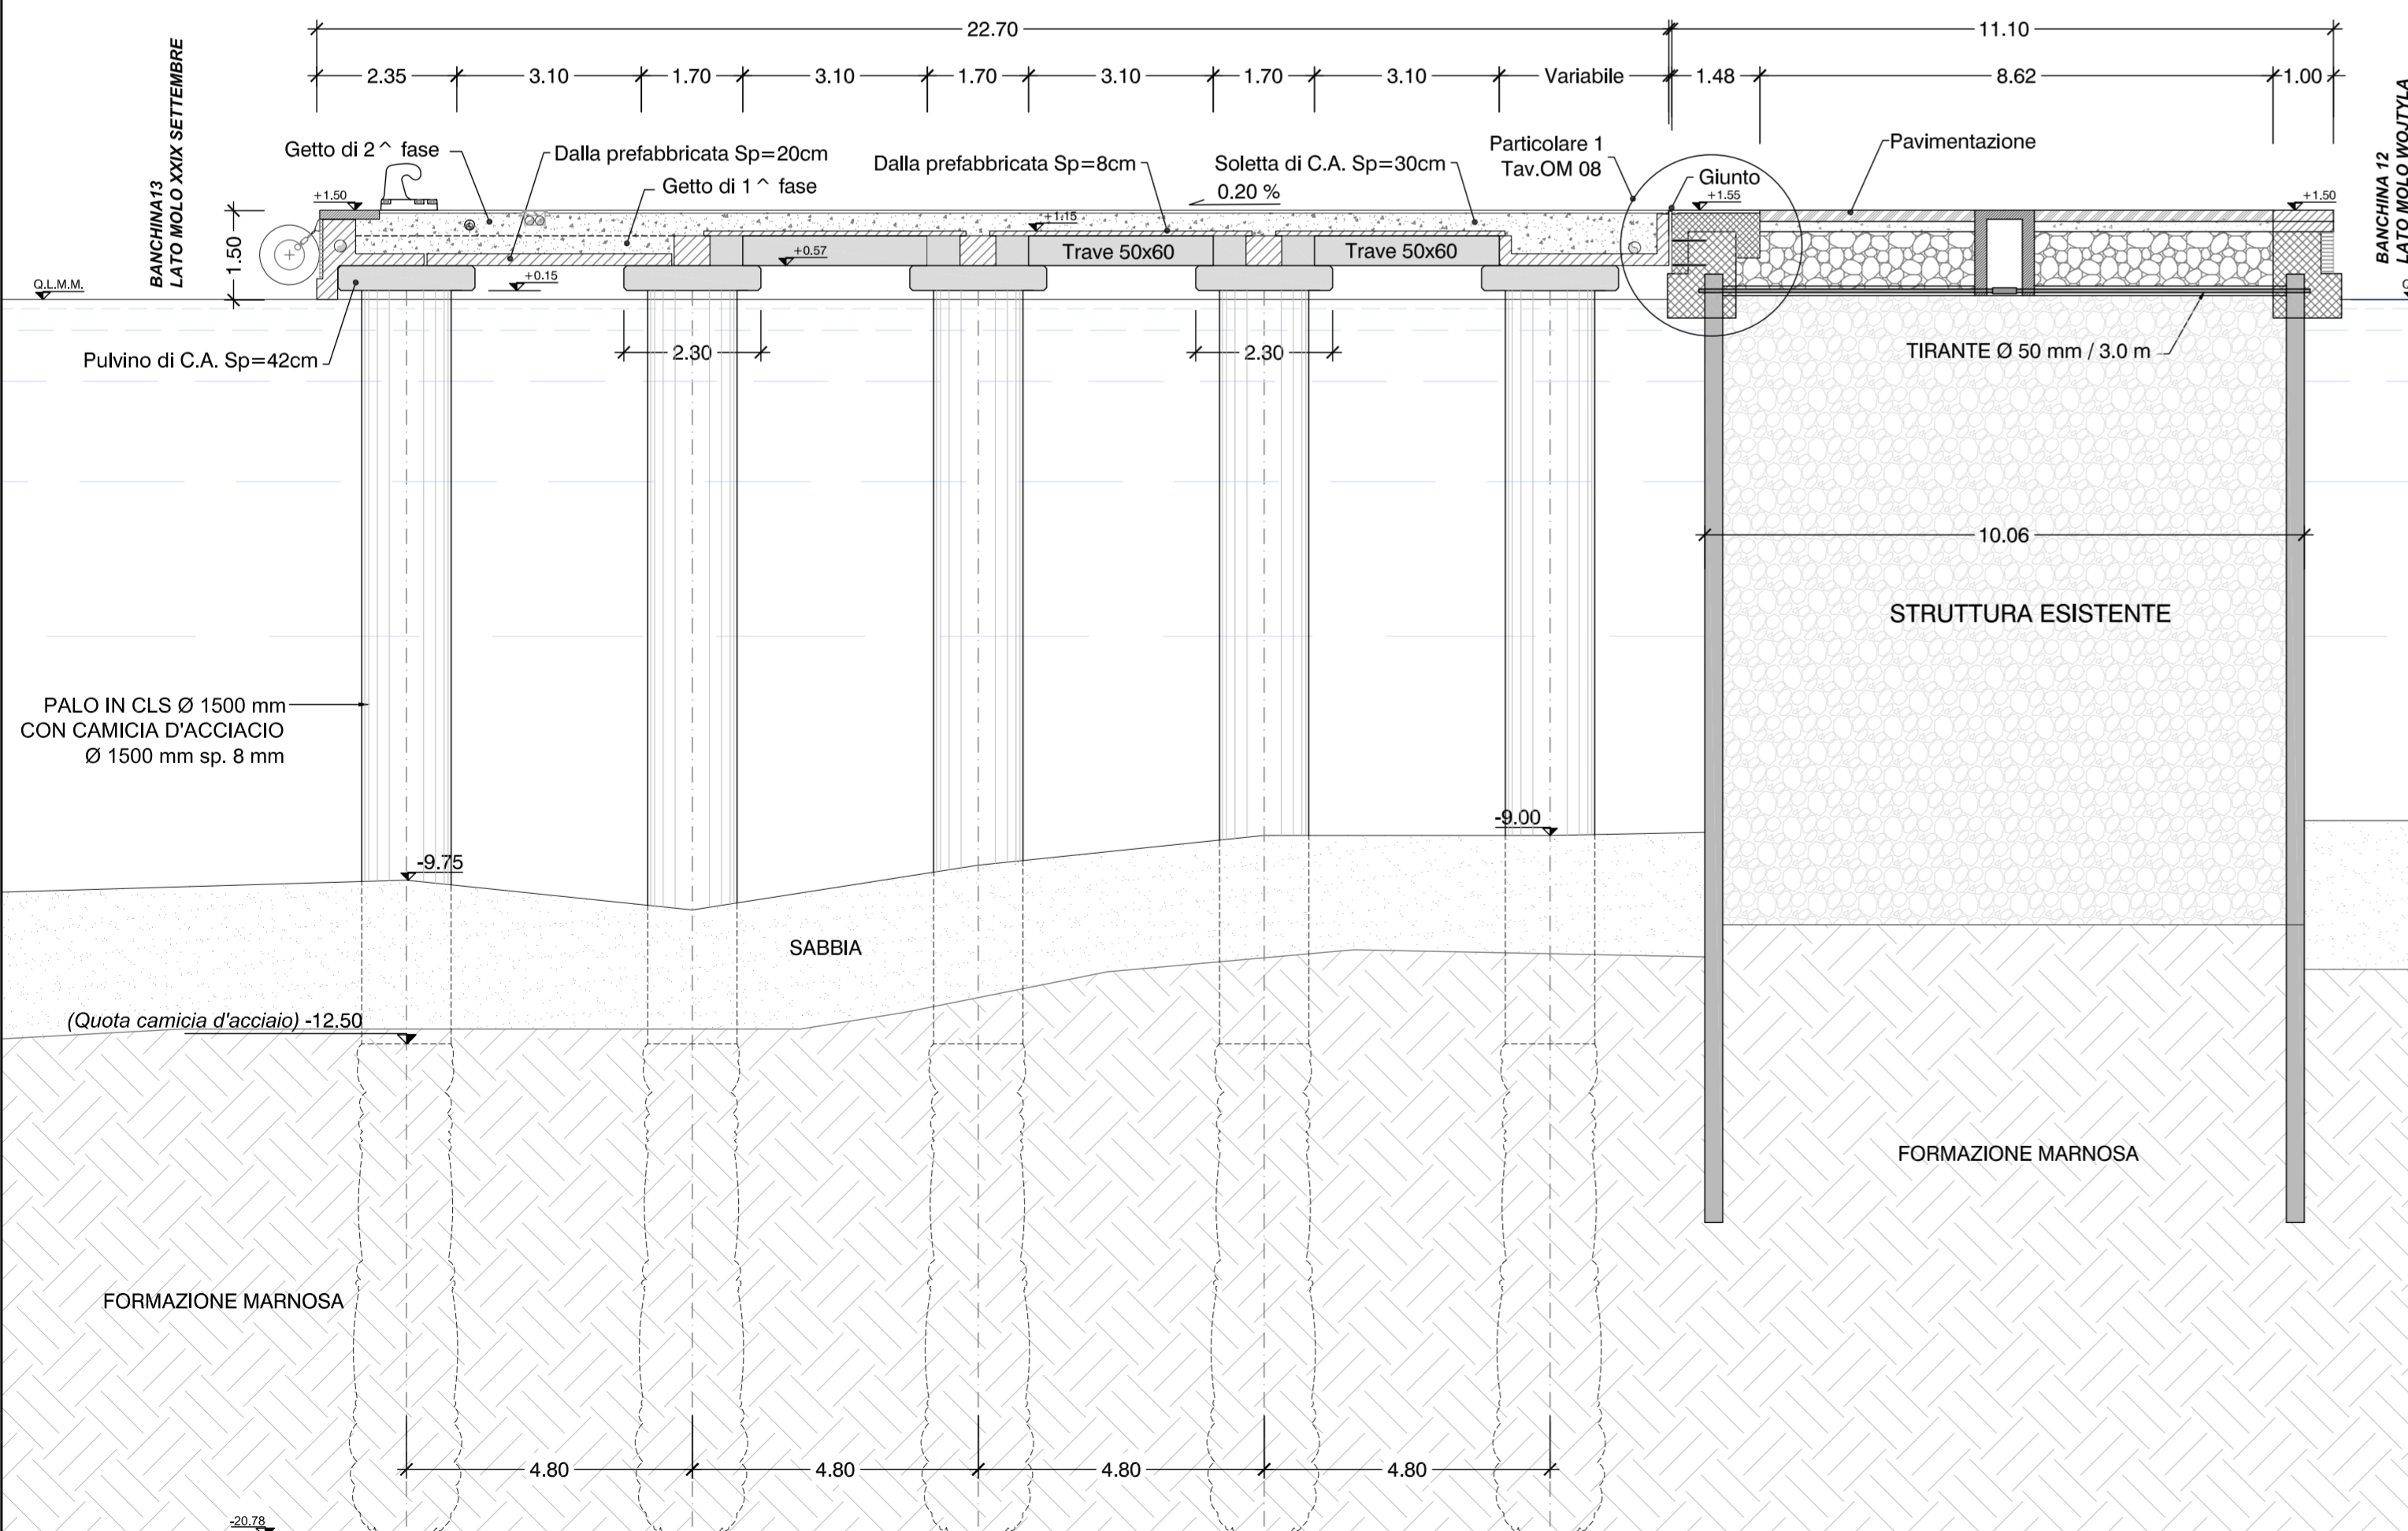 22.70
11.10
2.35
3.10
1.70
3.10
1.70
3.10
1.70
3.10
Variabile
1.48
8.62
1.00
BANCHINA13
LATO MOLO XXIX SETTEMBRE
BANCHINA 12
LATO MOLO WOJTYLA
Getto di 2^ fase
Dalla prefabbricata Sp=20cm
Getto di 1^ fase
Dalla prefabbricata Sp=8cm
Soletta di C.A. Sp=30cm
0.20 %
Particolare 1
Tav.OM 08
Giunto
Pavimentazione
+1.50
+1.15
+1.55
+1.50
1.50
+0.57
+0.15
Trave 50x60
Trave 50x60
Q.L.M.M.
Pulvino di C.A. Sp=42cm
2.30
2.30
TIRANTE Ø 50 mm / 3.0 m
10.06
STRUTTURA ESISTENTE
PALO IN CLS Ø 1500 mm
CON CAMICIA D'ACCIACIO
Ø 1500 mm sp. 8 mm
-9.00
-9.75
SABBIA
(Quota camicia d'acciaio) -12.50
FORMAZIONE MARNOSA
FORMAZIONE MARNOSA
4.80
4.80
4.80
4.80
-20.78